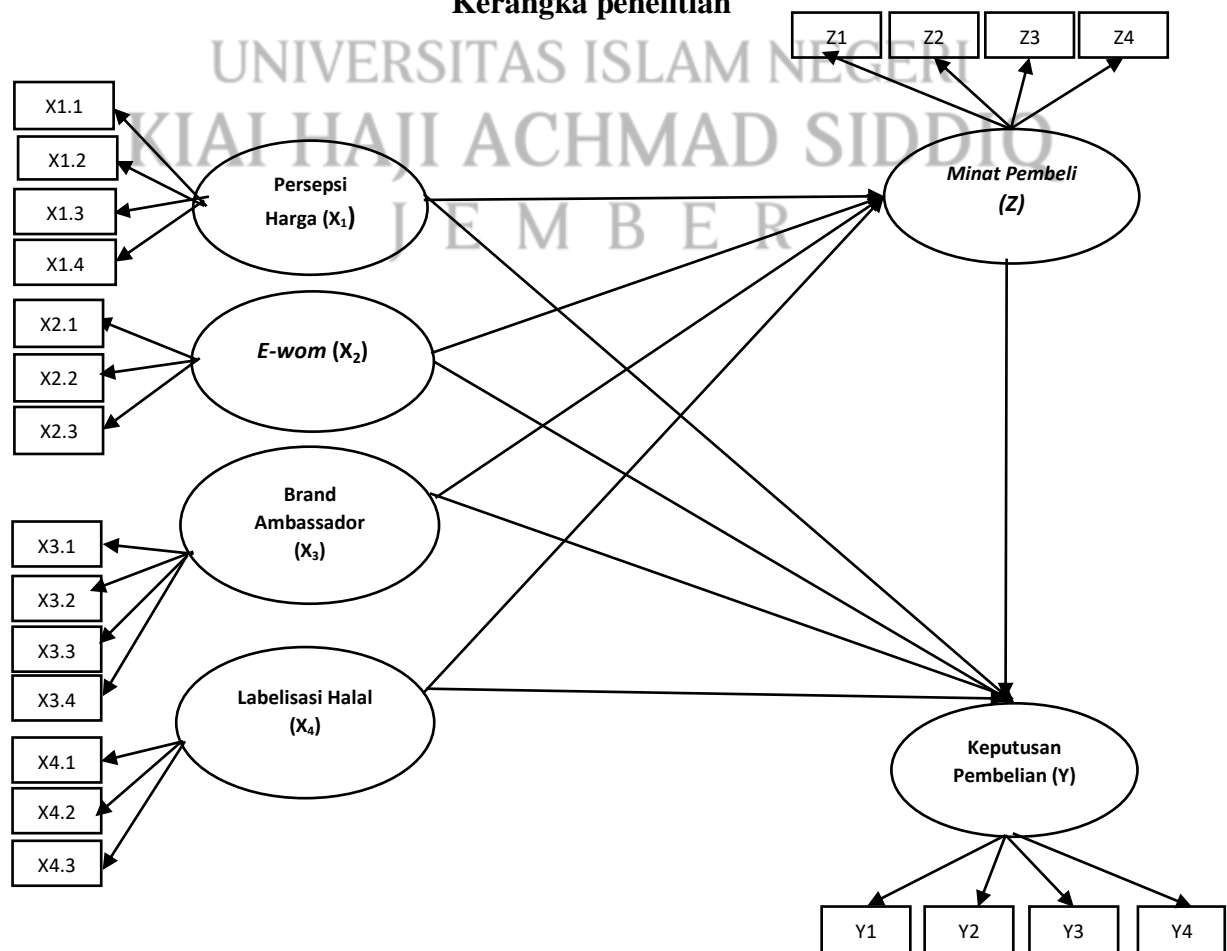 Kerangka penelitian
UNIVERSITAS ISLAM NEGERI
KIAI HAJI ACHMAD SIDDIQ
JEMBER
Z1
Z2
Z3
Z4
X1.1
X1.2
X1.3
X1.4
Persepsi
Harga (X₁)
Minat Pembeli
(Z)
X2.1
X2.2
X2.3
E-wom (X₂)
X3.1
X3.2
X3.3
X3.4
Brand
Ambassador
(X₃)
X4.1
X4.2
X4.3
Labelisasi Halal
(X₄)
Keputusan
Pembelian (Y)
Y1
Y2
Y3
Y4